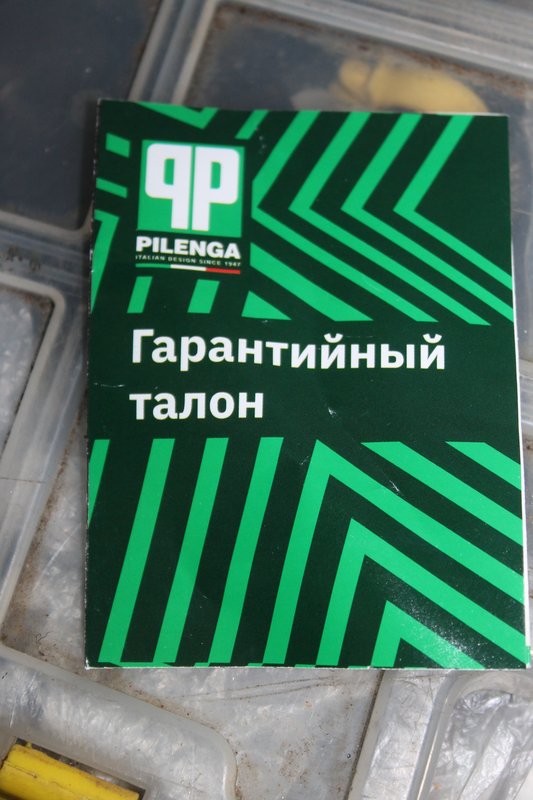 PILENGA
ITALIAN DESIGN SINCE 1947
Гарантийный
талон